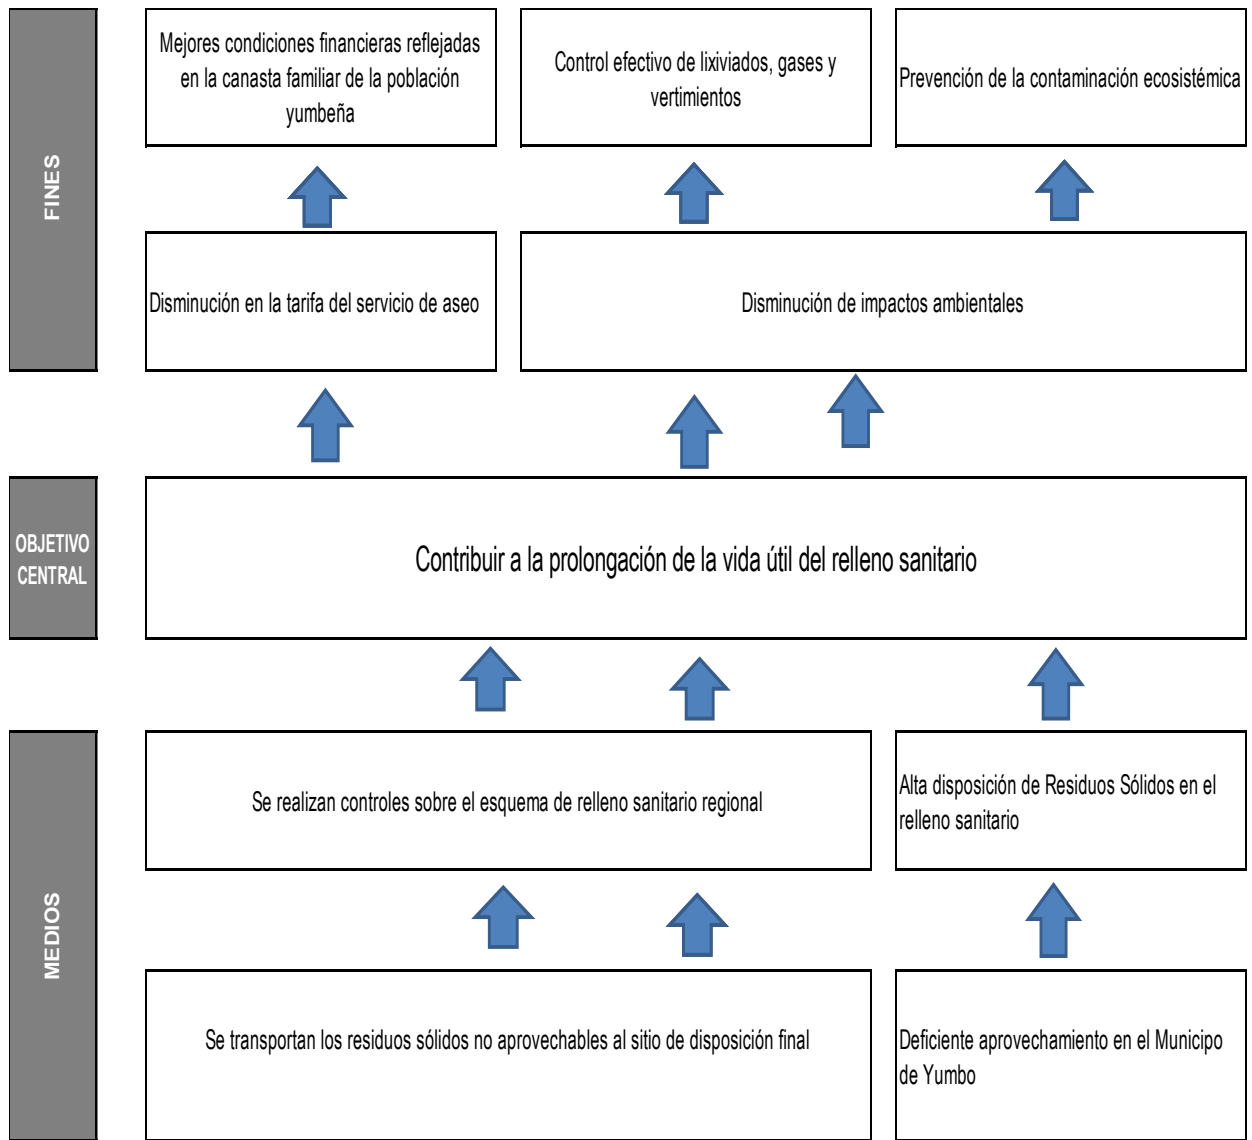 FINES
Mejores condiciones financieras reflejadas
en la canasta familiar de la población
yumbeña
Control efectivo de lixiviados, gases y
vertimientos
Prevención de la contaminación ecosistémica
Disminución en la tarifa del servicio de aseo
Disminución de impactos ambientales
OBJETIVO
CENTRAL
Contribuir a la prolongación de la vida útil del relleno sanitario
MEDIOS
Se realizan controles sobre el esquema de relleno sanitario regional
Alta disposición de Residuos Sólidos en el
relleno sanitario
Se transportan los residuos sólidos no aprovechables al sitio de disposición final
Deficiente aprovechamiento en el Municipo
de Yumbo